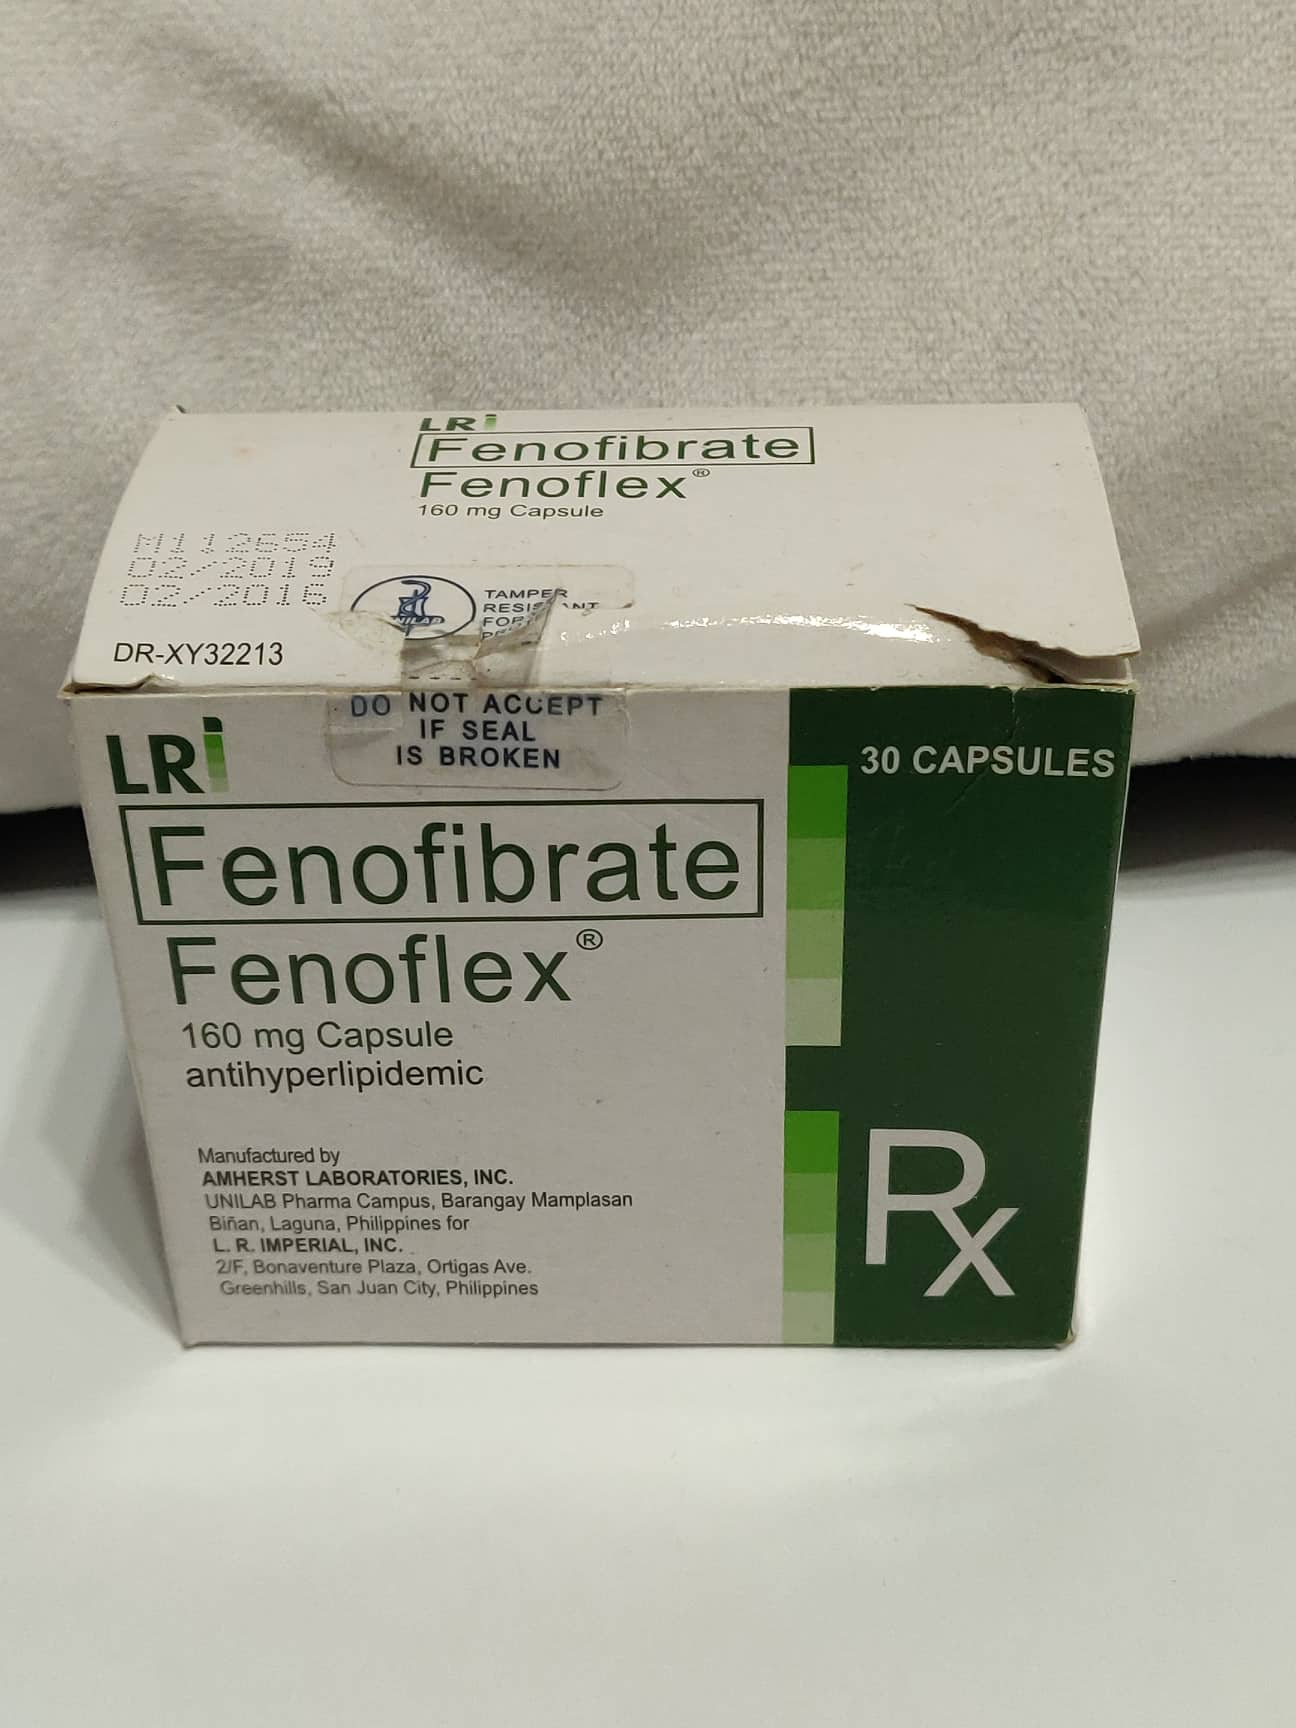 LRi
Fenofibrate
Fenoflex®
160 mg Capsule
M112654
02/2019
02/2016
DR-XY32213
UNILAB
TAMPER
DO NOT ACCEPT
IF SEAL
IS BROKEN
LRi
Fenofibrate
Fenoflex®
160 mg Capsule
antihyperlipidemic
Manufactured by
AMHERST LABORATORIES, INC.
UNILAB Pharma Campus, Barangay Mamplasan
Biñan, Laguna, Philippines for
L. R. IMPERIAL, INC.
2/F, Bonaventure Plaza, Ortigas Ave.
Greenhills, San Juan City, Philippines
30 CAPSULES
Rx